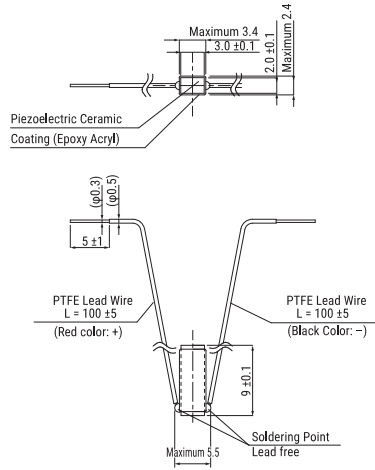 Maximum 3.4
3.0 ±0.1
2.0 ±0.1
Maximum 2.4
Piezoelectric Ceramic
Coating (Epoxy Acryl)
(φ0.3)
(φ0.5)
5 ±1
PTFE Lead Wire
L = 100 ±5
(Red color: +)
PTFE Lead Wire
L = 100 ±5
(Black Color: −)
9 ±0.1
Soldering Point
Lead free
Maximum 5.5